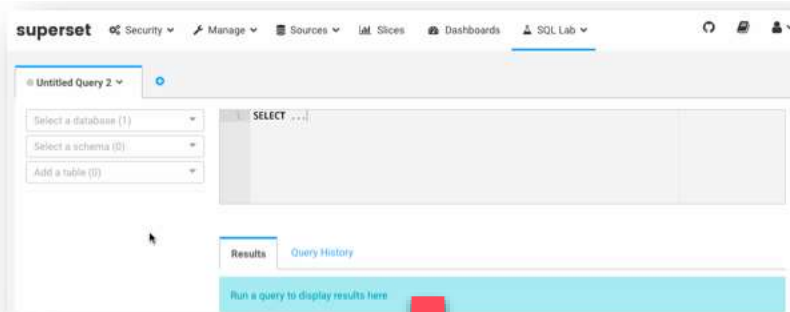 superset Security Manage Sources Slices Dashboards SQL Lab
Untitled Query 2
Select a database (1)
1 SELECT ...
Select a schema (0)
Add a table (0)
Results Query History
Run a query to display results here